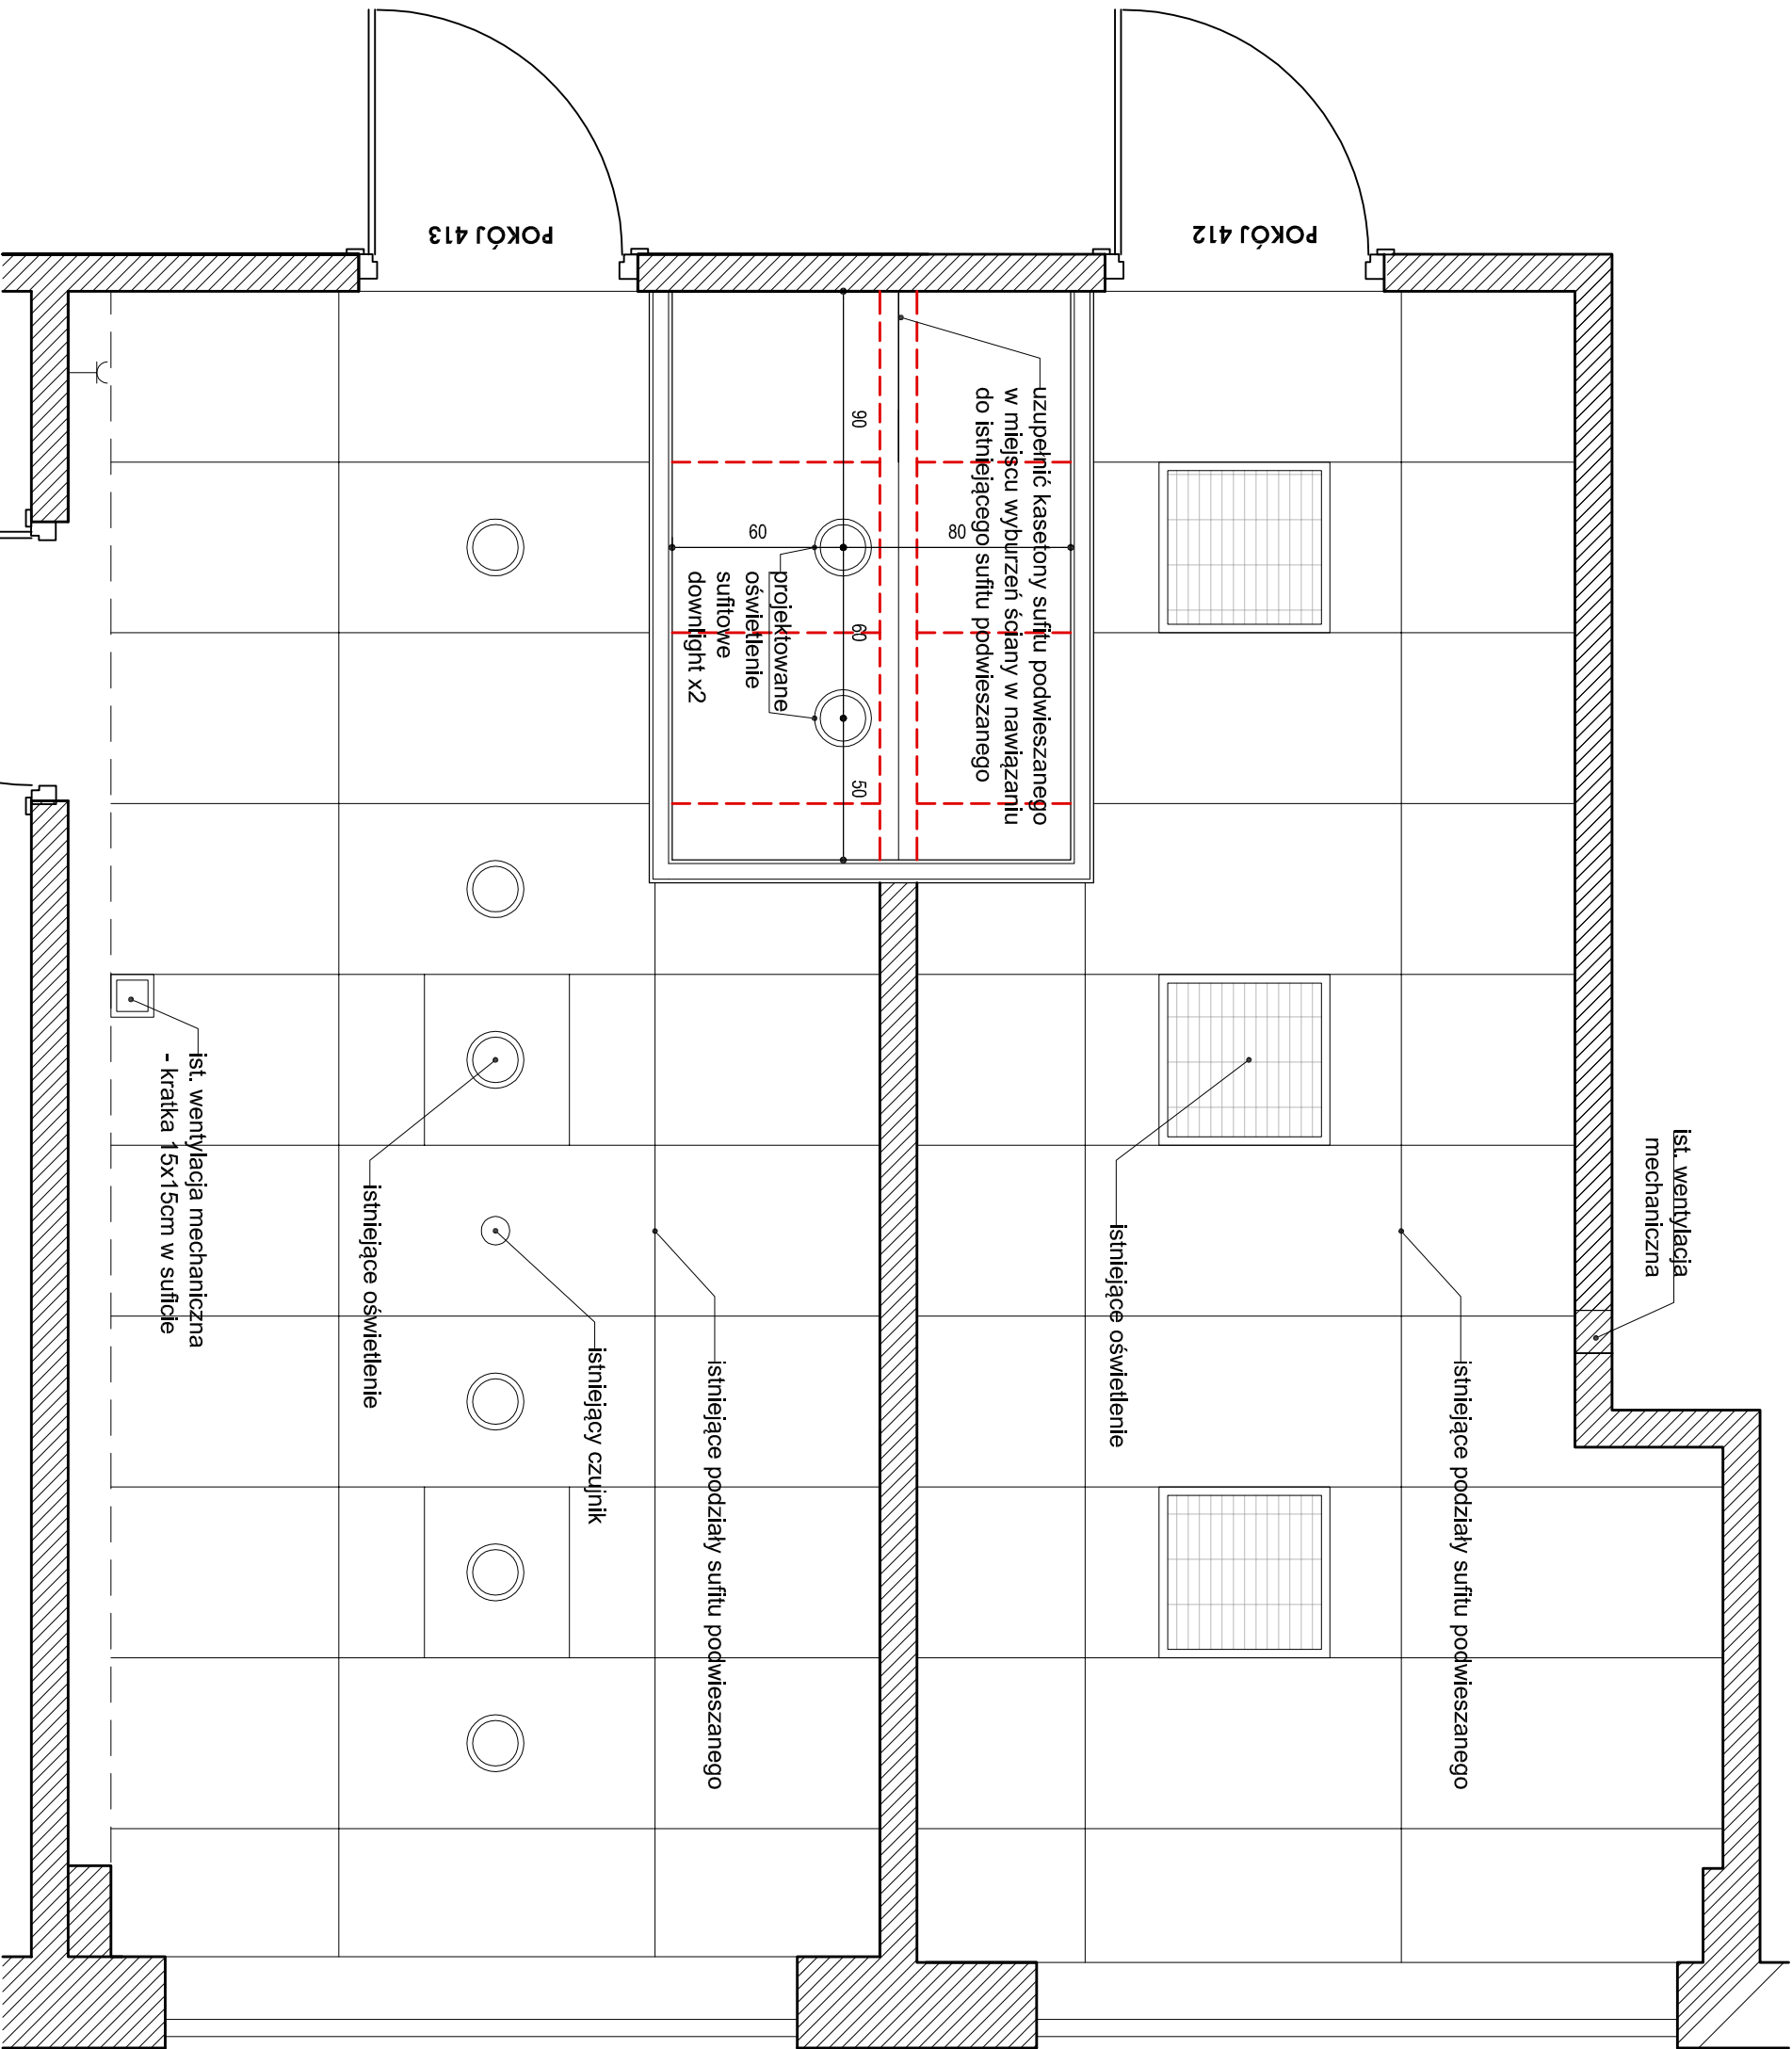 POKÓJ 413
POKÓJ 412
uzupełnić kasetony sufitu podwieszanego
w miejscu wyburzeń ściany w nawiązaniu
do istniejącego sufitu podwieszanego
90
60
80
60
50
projektowane
oświetlenie
sufitowe
downlight x2
ist. wentylacja
mechaniczna
istniejące podziały sufitu podwieszanego
istniejące oświetlenie
istniejące podziały sufitu podwieszanego
istniejący czujnik
istniejące oświetlenie
ist. wentylacja mechaniczna
- kratka 15x15cm w suficie